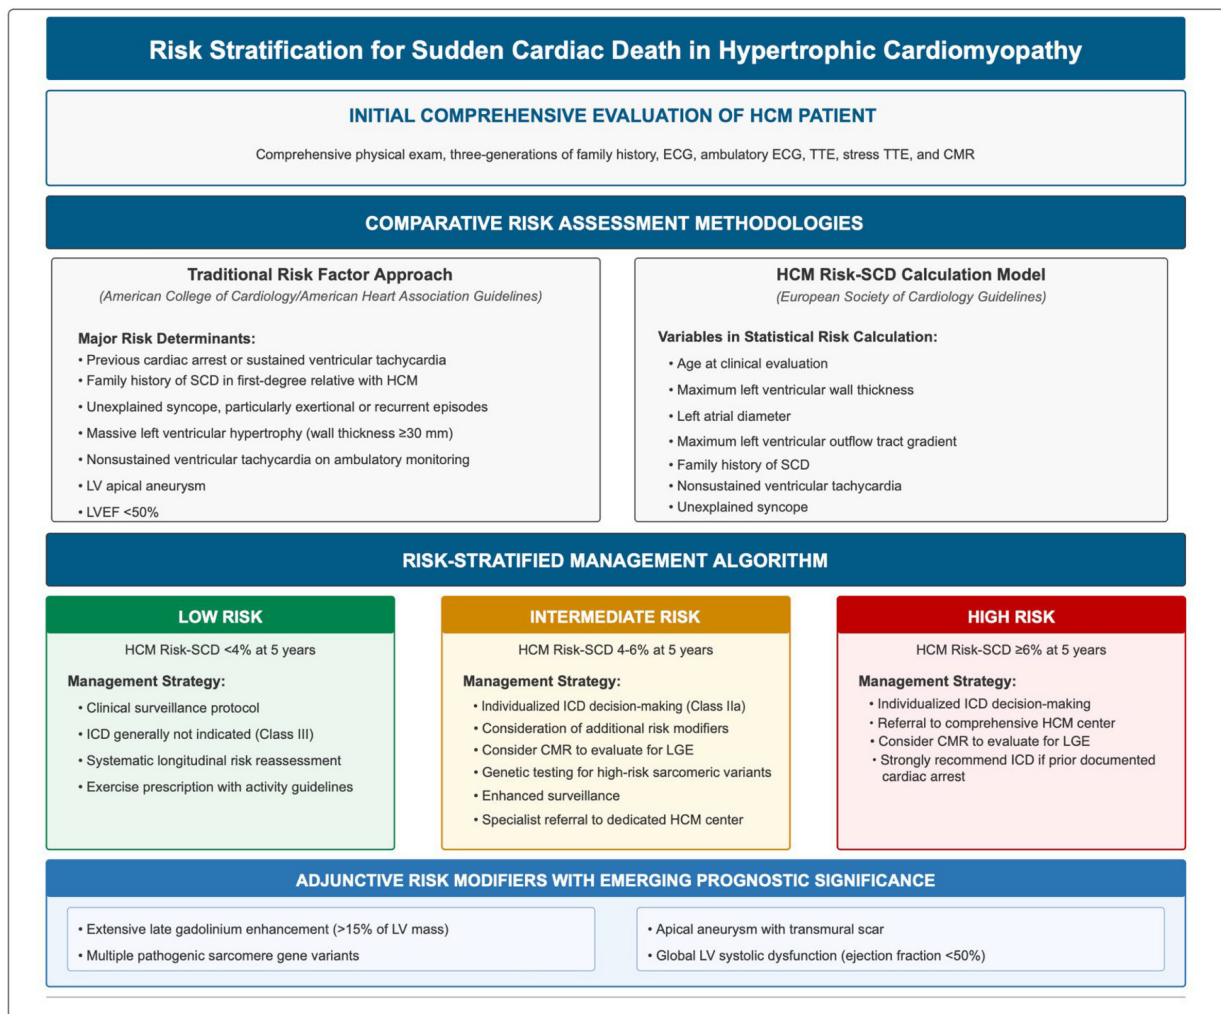 Risk Stratification for Sudden Cardiac Death in Hypertrophic Cardiomyopathy
INITIAL COMPREHENSIVE EVALUATION OF HCM PATIENT
Comprehensive physical exam, three-generations of family history, ECG, ambulatory ECG, TTE, stress TTE, and CMR
COMPARATIVE RISK ASSESSMENT METHODOLOGIES
Traditional Risk Factor Approach
(American College of Cardiology/American Heart Association Guidelines)
Major Risk Determinants:
• Previous cardiac arrest or sustained ventricular tachycardia
• Family history of SCD in first-degree relative with HCM
• Unexplained syncope, particularly exertional or recurrent episodes
• Massive left ventricular hypertrophy (wall thickness ≥30 mm)
• Nonsustained ventricular tachycardia on ambulatory monitoring
• LV apical aneurysm
• LVEF <50%
HCM Risk-SCD Calculation Model
(European Society of Cardiology Guidelines)
Variables in Statistical Risk Calculation:
• Age at clinical evaluation
• Maximum left ventricular wall thickness
• Left atrial diameter
• Maximum left ventricular outflow tract gradient
• Family history of SCD
• Nonsustained ventricular tachycardia
• Unexplained syncope
RISK-STRATIFIED MANAGEMENT ALGORITHM
LOW RISK
HCM Risk-SCD <4% at 5 years
Management Strategy:
• Clinical surveillance protocol
• ICD generally not indicated (Class III)
• Systematic longitudinal risk reassessment
• Exercise prescription with activity guidelines
INTERMEDIATE RISK
HCM Risk-SCD 4-6% at 5 years
Management Strategy:
• Individualized ICD decision-making (Class IIa)
• Consideration of additional risk modifiers
• Consider CMR to evaluate for LGE
• Genetic testing for high-risk sarcomeric variants
• Enhanced surveillance
• Specialist referral to dedicated HCM center
HIGH RISK
HCM Risk-SCD ≥6% at 5 years
Management Strategy:
• Individualized ICD decision-making
• Referral to comprehensive HCM center
• Consider CMR to evaluate for LGE
• Strongly recommend ICD if prior documented
cardiac arrest
ADJUNCTIVE RISK MODIFIERS WITH EMERGING PROGNOSTIC SIGNIFICANCE
• Extensive late gadolinium enhancement (>15% of LV mass)
• Multiple pathogenic sarcomere gene variants
• Apical aneurysm with transmural scar
• Global LV systolic dysfunction (ejection fraction <50%)